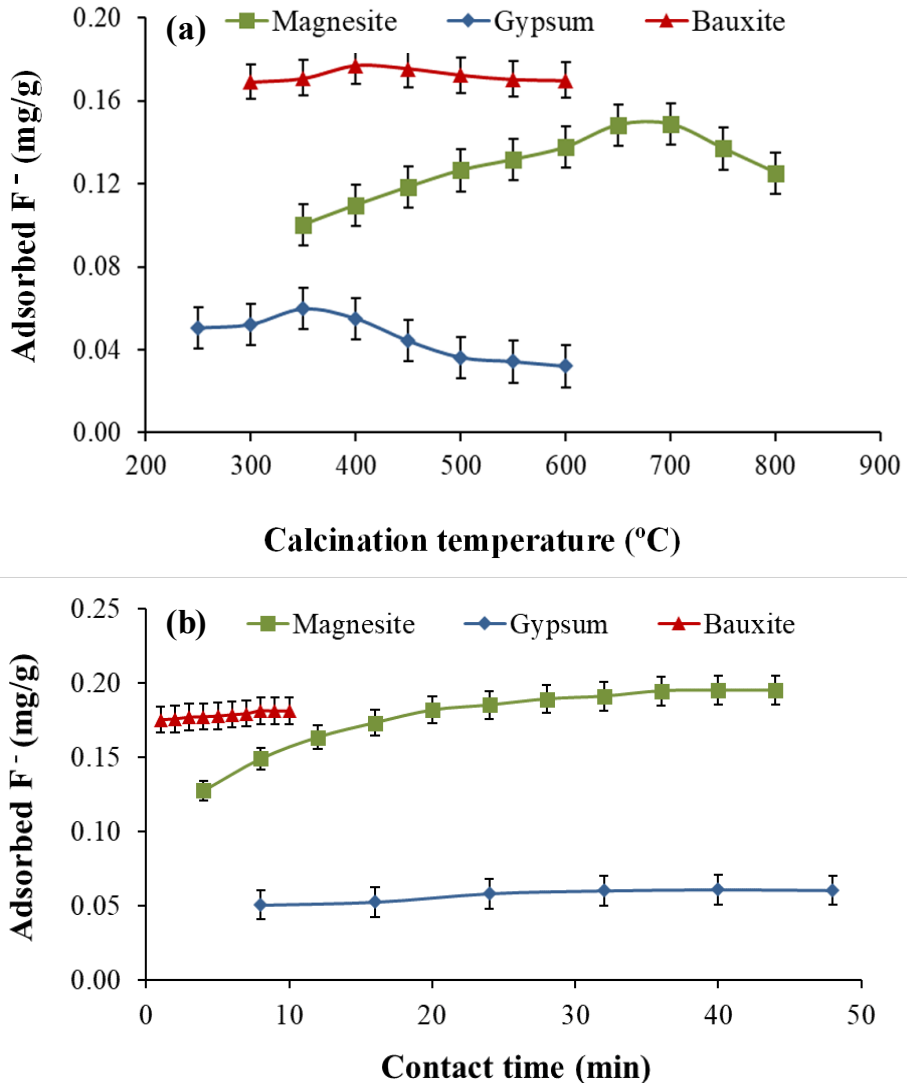 (a) Magnesite Gypsum Bauxite
0.20
0.16
0.12
0.08
0.04
0.00
Adsorbed F⁻ (mg/g)
200 300 400 500 600 700 800 900
Calcination temperature (ºC)
(b) Magnesite Gypsum Bauxite
0.25
0.20
0.15
0.10
0.05
0.00
Adsorbed F⁻ (mg/g)
0 10 20 30 40 50
Contact time (min)